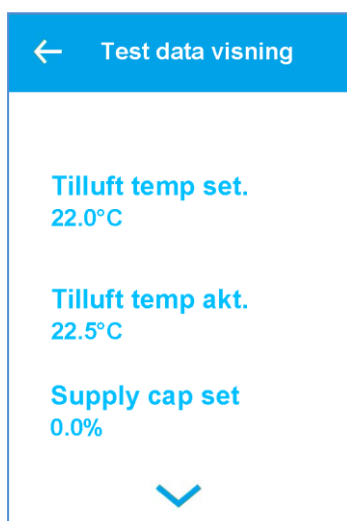 Test data visning
Tilluft temp set.
22.0°C
Tilluft temp akt.
22.5°C
Supply cap set
0.0%